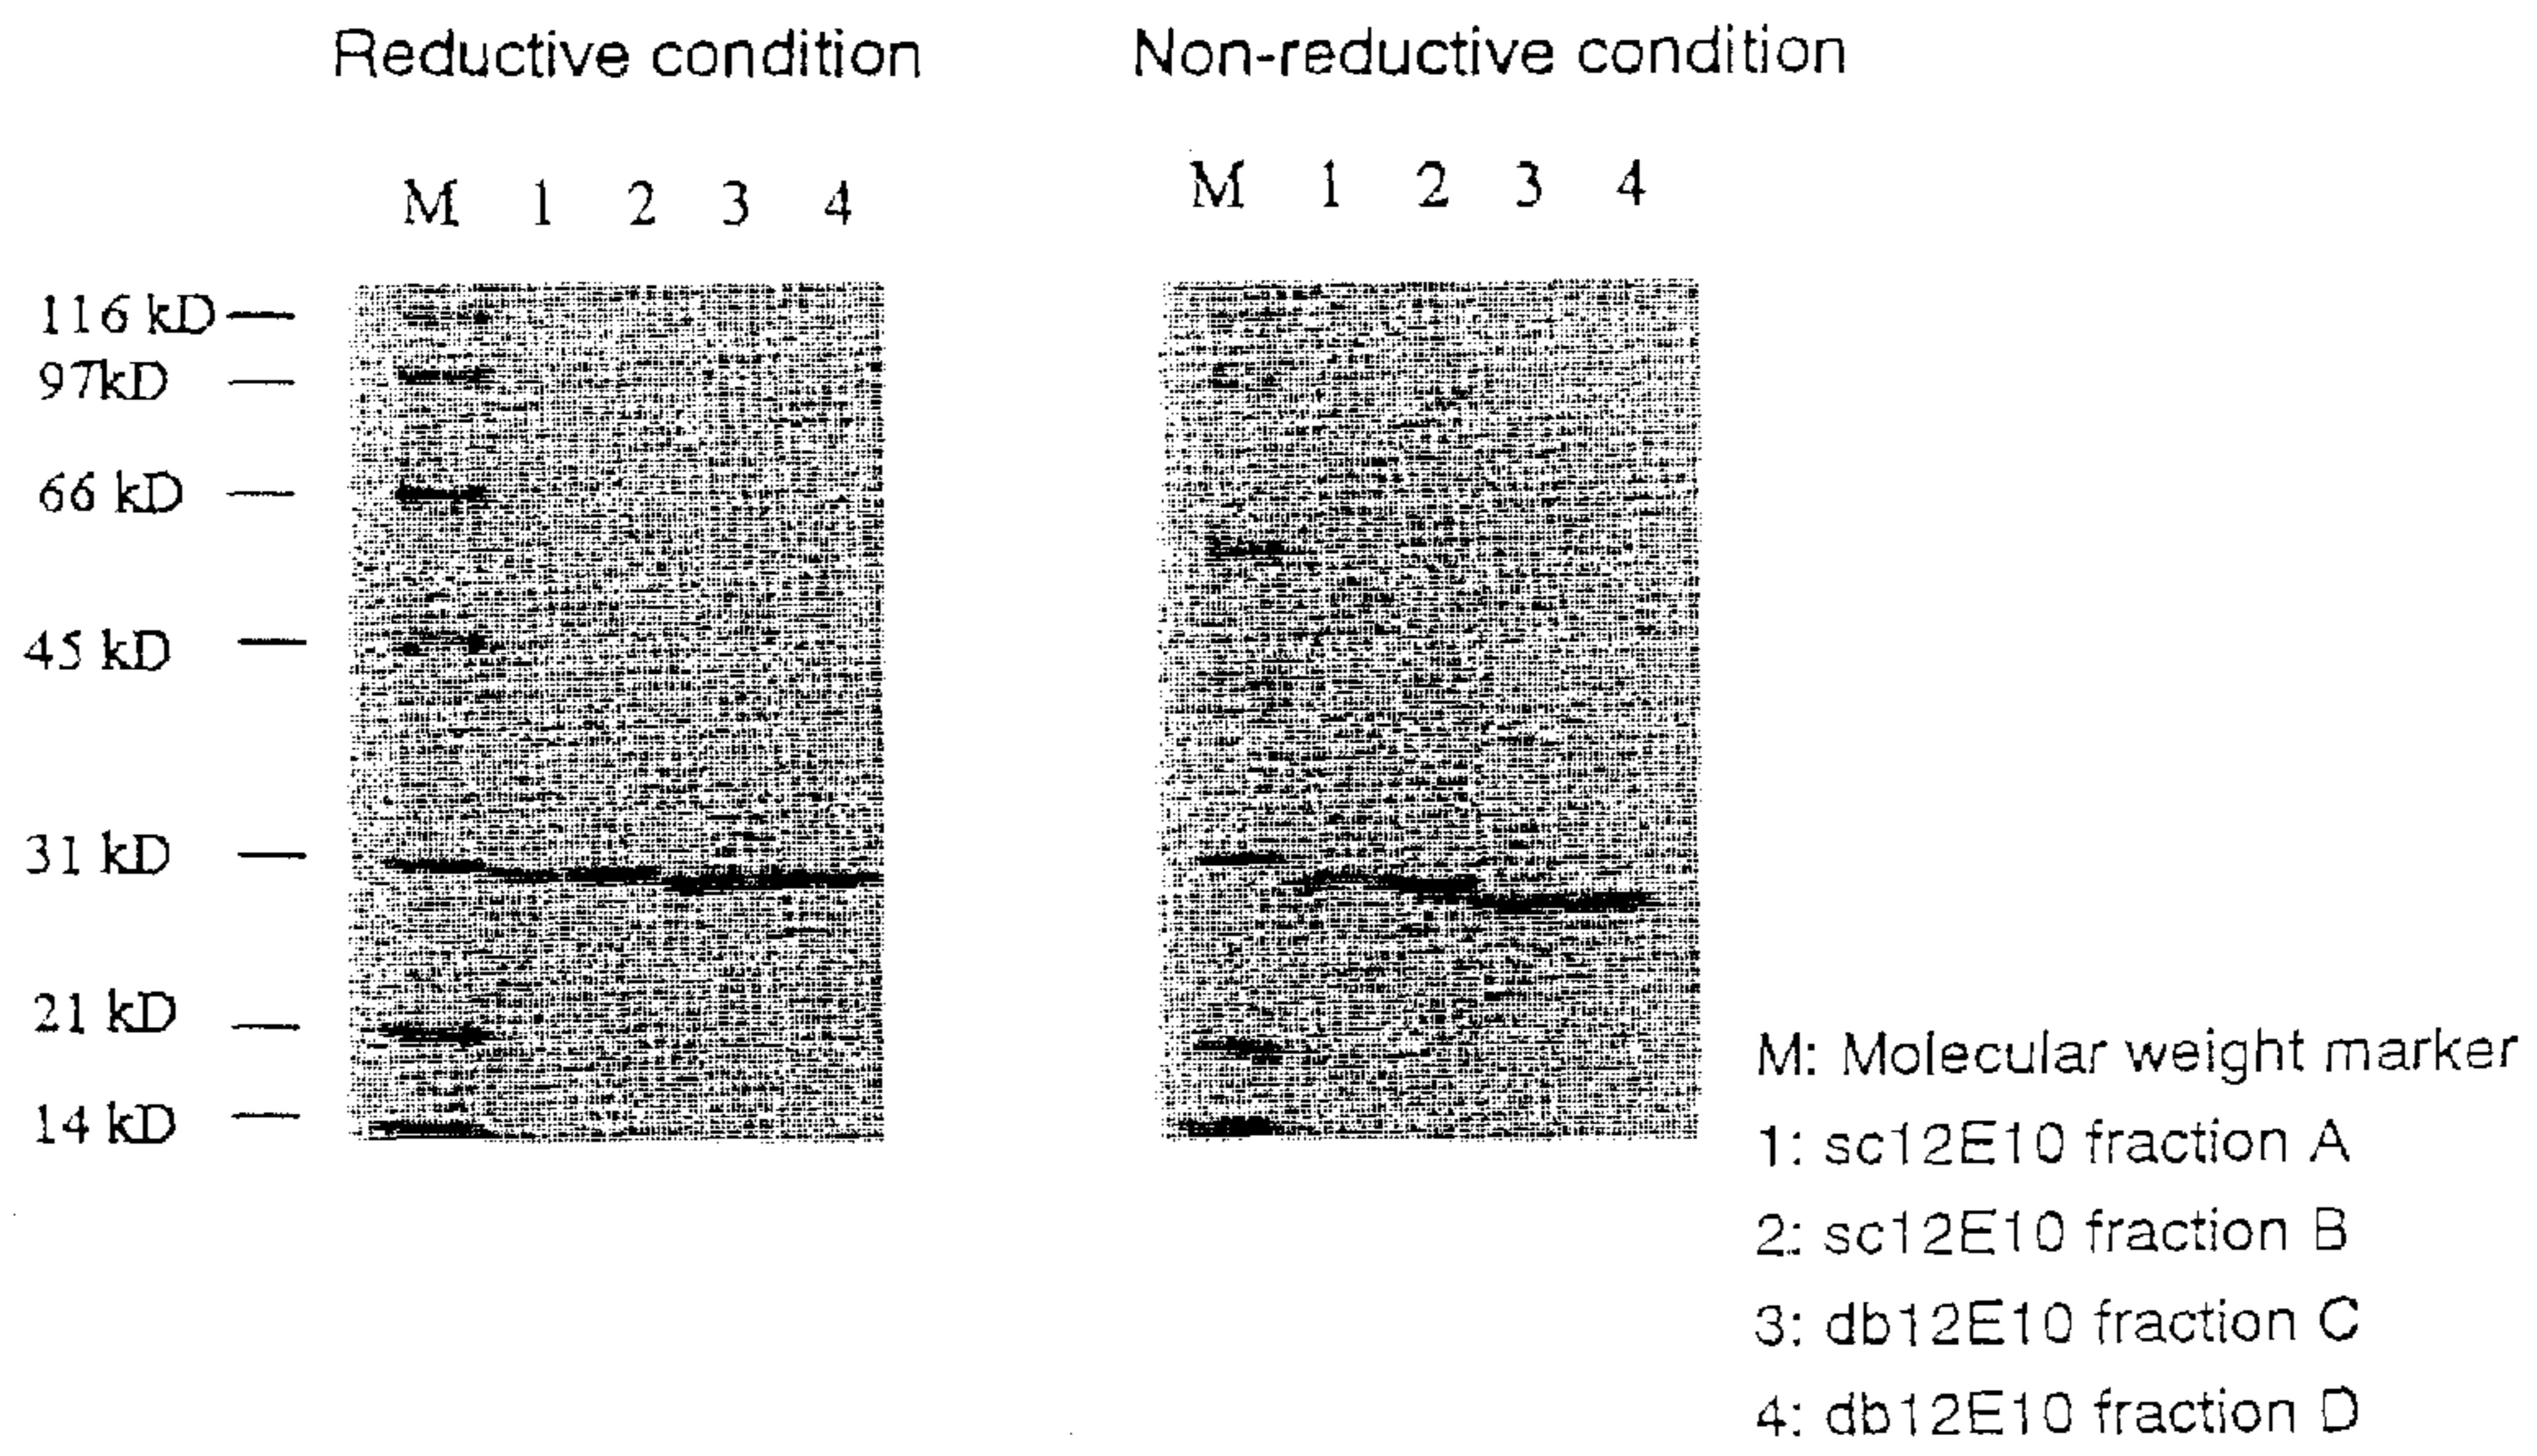 Reductive condition
Non-reductive condition
M 1 2 3 4
M 1 2 3 4
116 kD
97kD
66 kD
45 kD
31 kD
21 kD
14 kD
M: Molecular weight marker
1: sc12E10 fraction A
2: sc12E10 fraction B
3: db12E10 fraction C
4: db12E10 fraction D